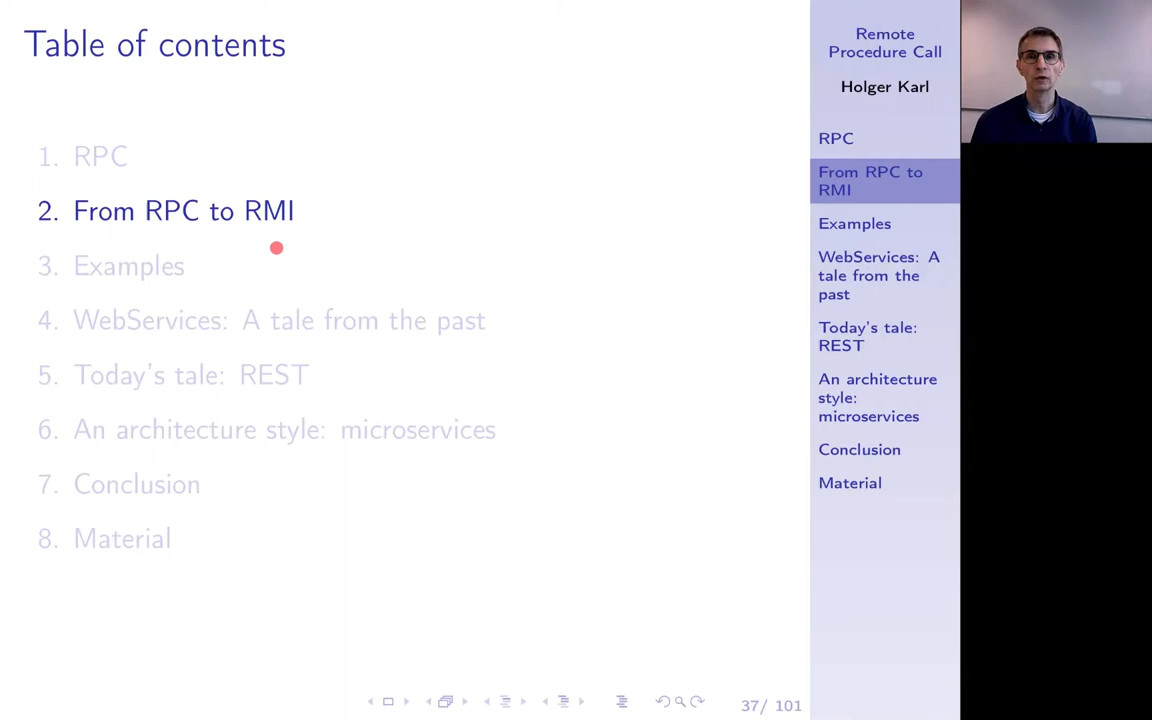 Table of contents
1. RPC
2. From RPC to RMI
3. Examples
4. WebServices: A tale from the past
5. Today's tale: REST
6. An architecture style: microservices
7. Conclusion
8. Material
37/ 101
Remote
Procedure Call
Holger Karl
RPC
From RPC to
RMI
Examples
WebServices: A
tale from the
past
Today's tale:
REST
An architecture
style:
microservices
Conclusion
Material